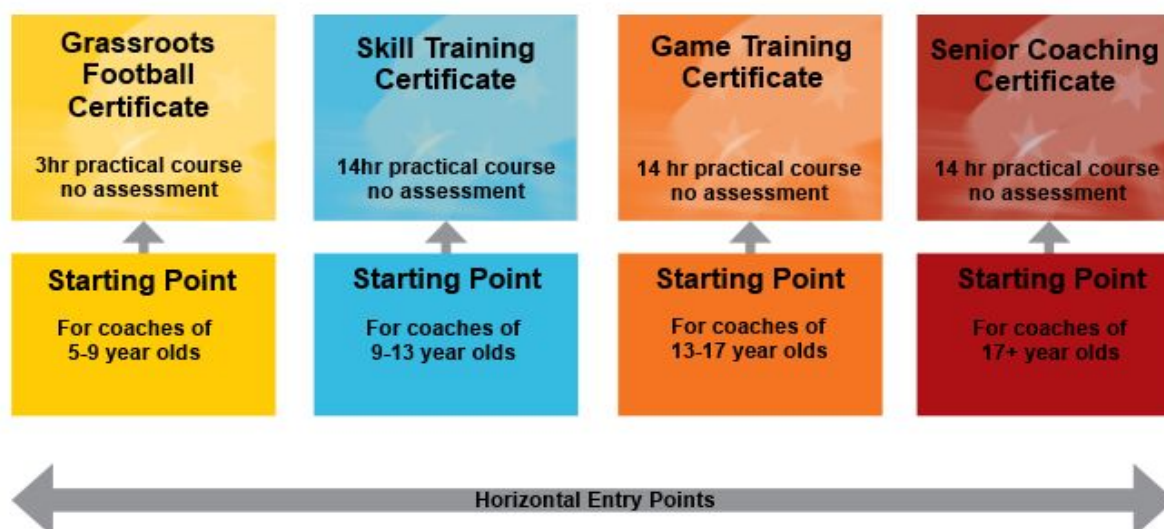 Grassroots
Football
Certificate
3hr practical course
no assessment
Skill Training
Certificate
14hr practical course
no assessment
Game Training
Certificate
14 hr practical course
no assessment
Senior Coaching
Certificate
14 hr practical course
no assessment
Starting Point
For coaches of
5-9 year olds
Starting Point
For coaches of
9-13 year olds
Starting Point
For coaches of
13-17 year olds
Starting Point
For coaches of
17+ year olds
Horizontal Entry Points